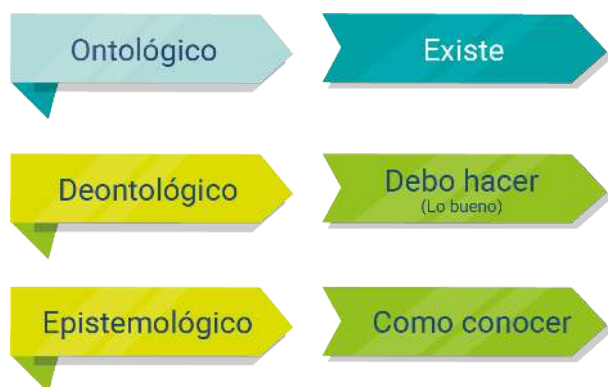 Ontológico
Existe
Deontológico
Debo hacer
(Lo bueno)
Epistemológico
Como conocer